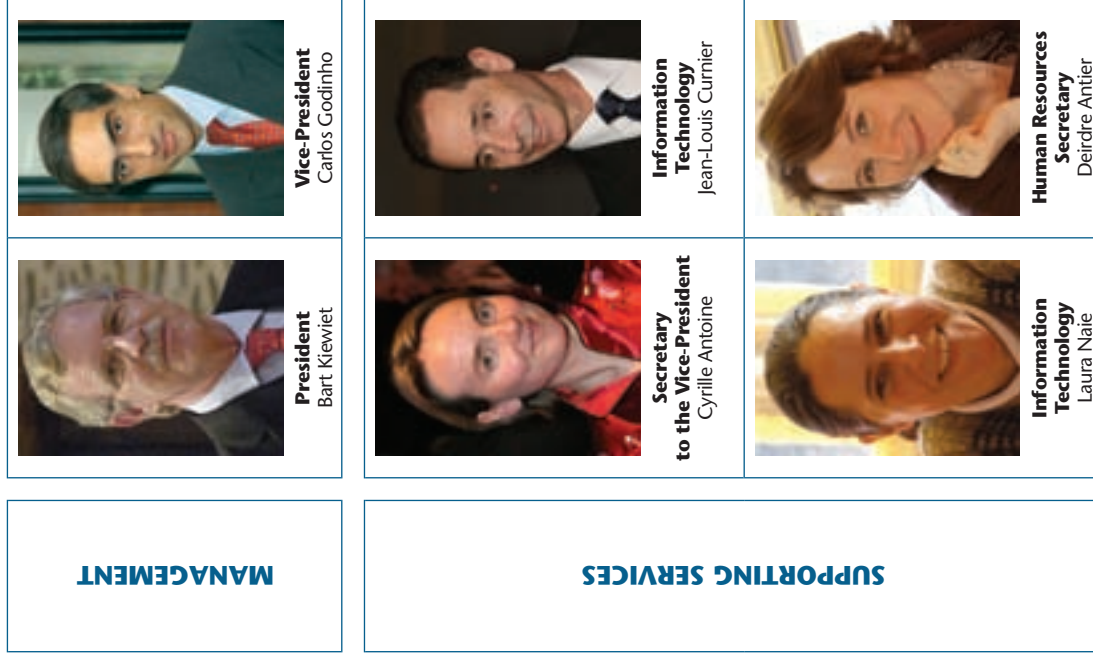 MANAGEMENT
President
Bart Kiewiet
Vice-President
Carlos Godinho
SUPPORTING SERVICES
Secretary
to the Vice-President
Cyrille Antoine
Information
Technology
Jean-Louis Curnier
Information
Technology
Laura Naie
Human Resources
Secretary
Deirdre Antier